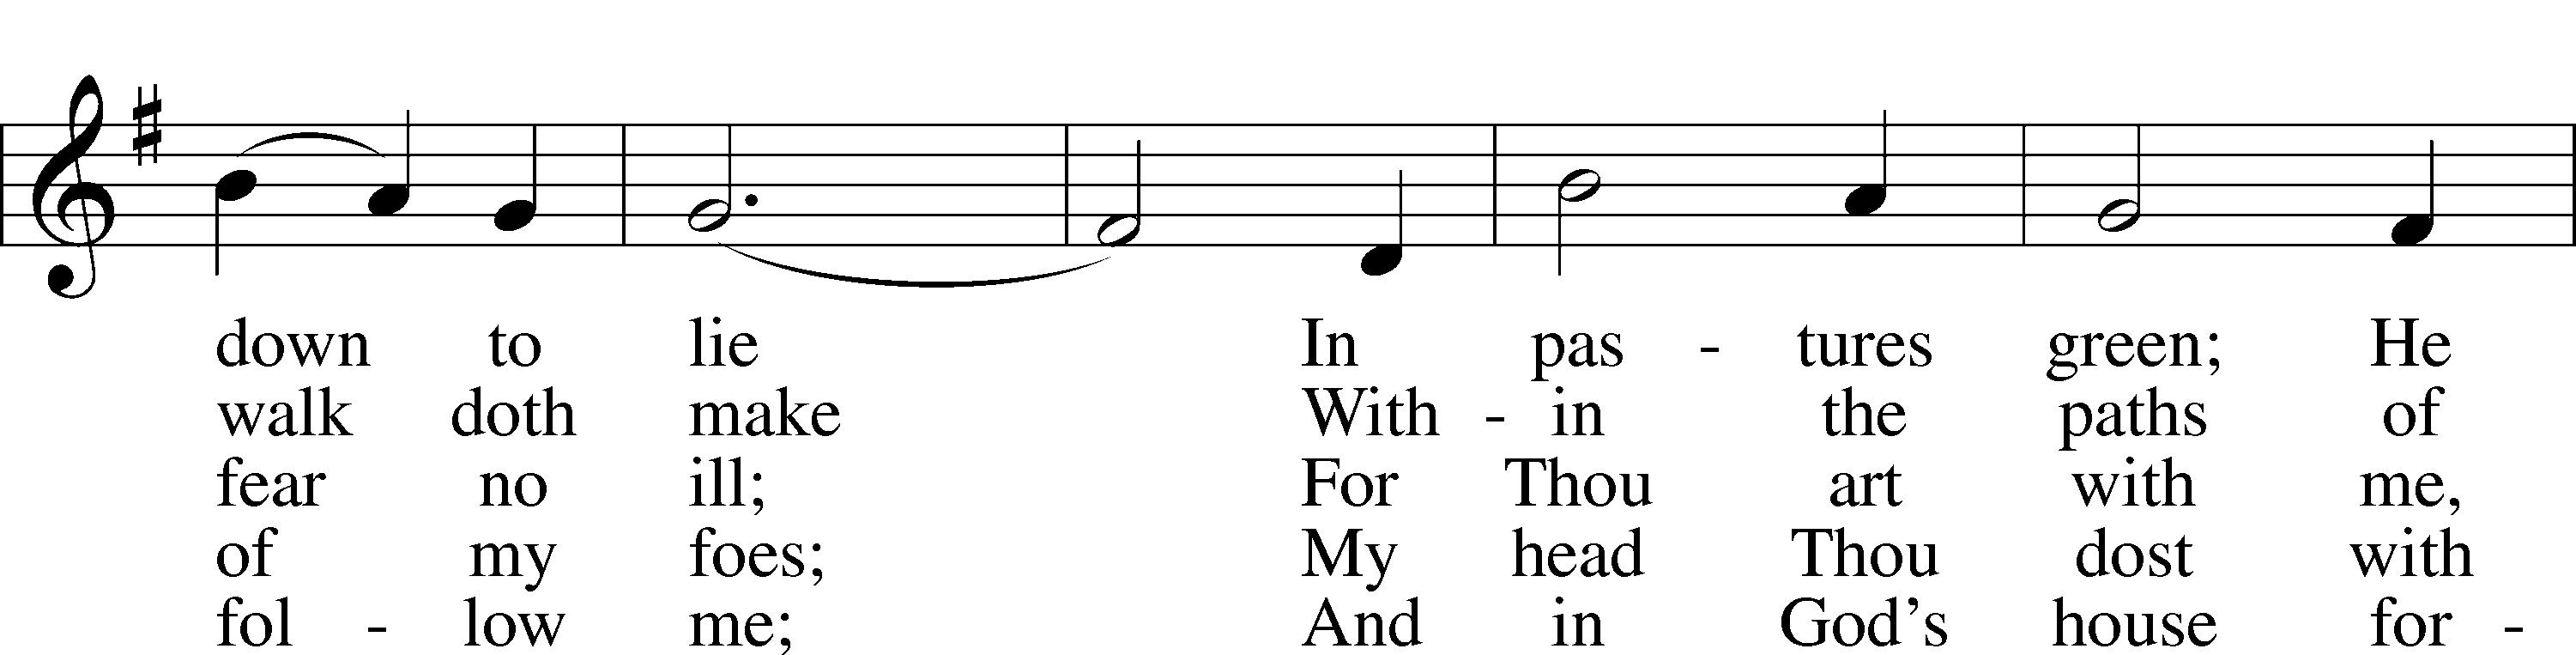 down to lie In pas - tures green; He
walk doth make With - in the paths of
fear no ill; For Thou art with me,
of my foes; My head Thou dost with
fol - low me; And in God's house for -